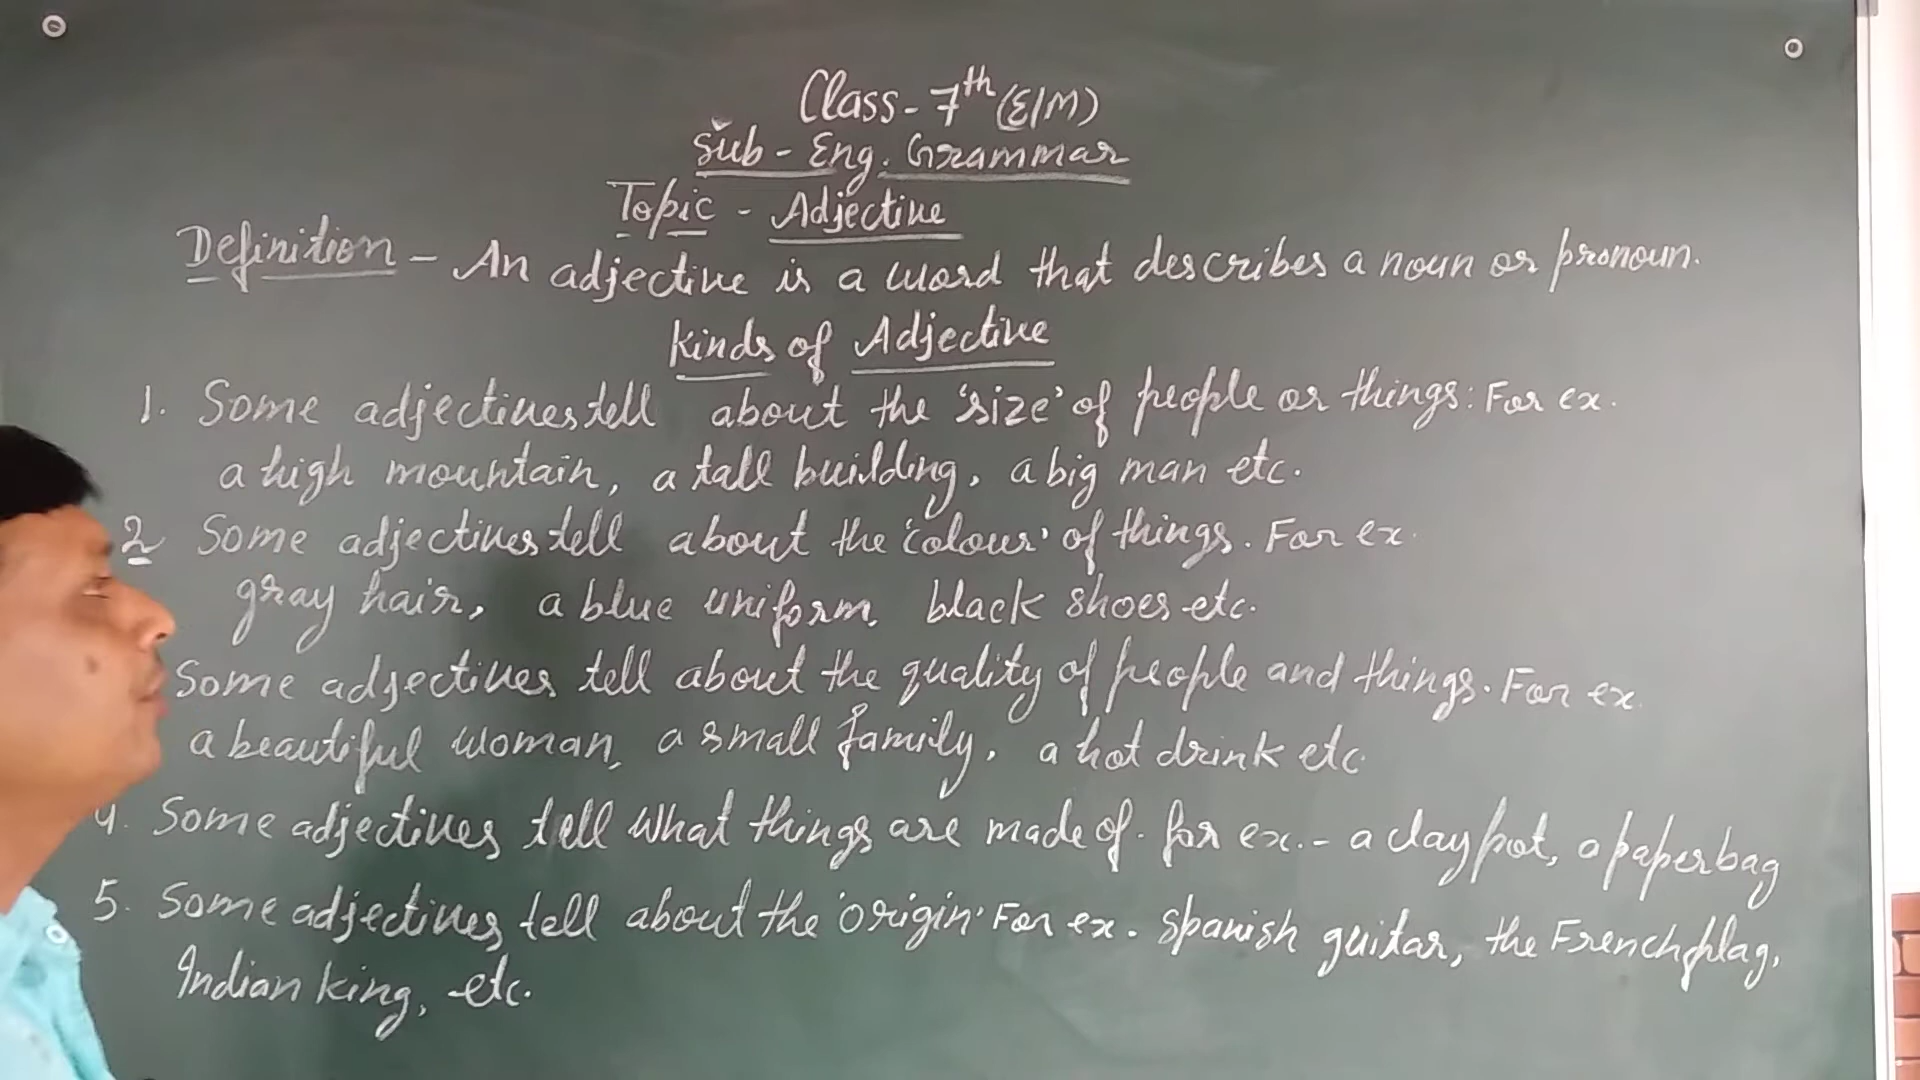 Class - 7th (E/M)
Sub - Eng. Grammar
Topic - Adjective
Definition - An adjective is a word that describes a noun or pronoun.
Kinds of Adjective
1. Some adjectives tell about the 'size' of people or things: For ex.
a high mountain, a tall building, a big man etc.
2 Some adjectives tell about the 'colour' of things. For ex.
gray hair, a blue uniform, black shoes etc.
Some adjectives tell about the quality of people and things. For ex.
a beautiful woman, a small family, a hot drink etc.
4. Some adjectives tell what things are made of. for ex. - a clay pot, a paper bag
5. Some adjectives tell about the 'origin' For ex. Spanish guitar, the French flag,
Indian king, etc.